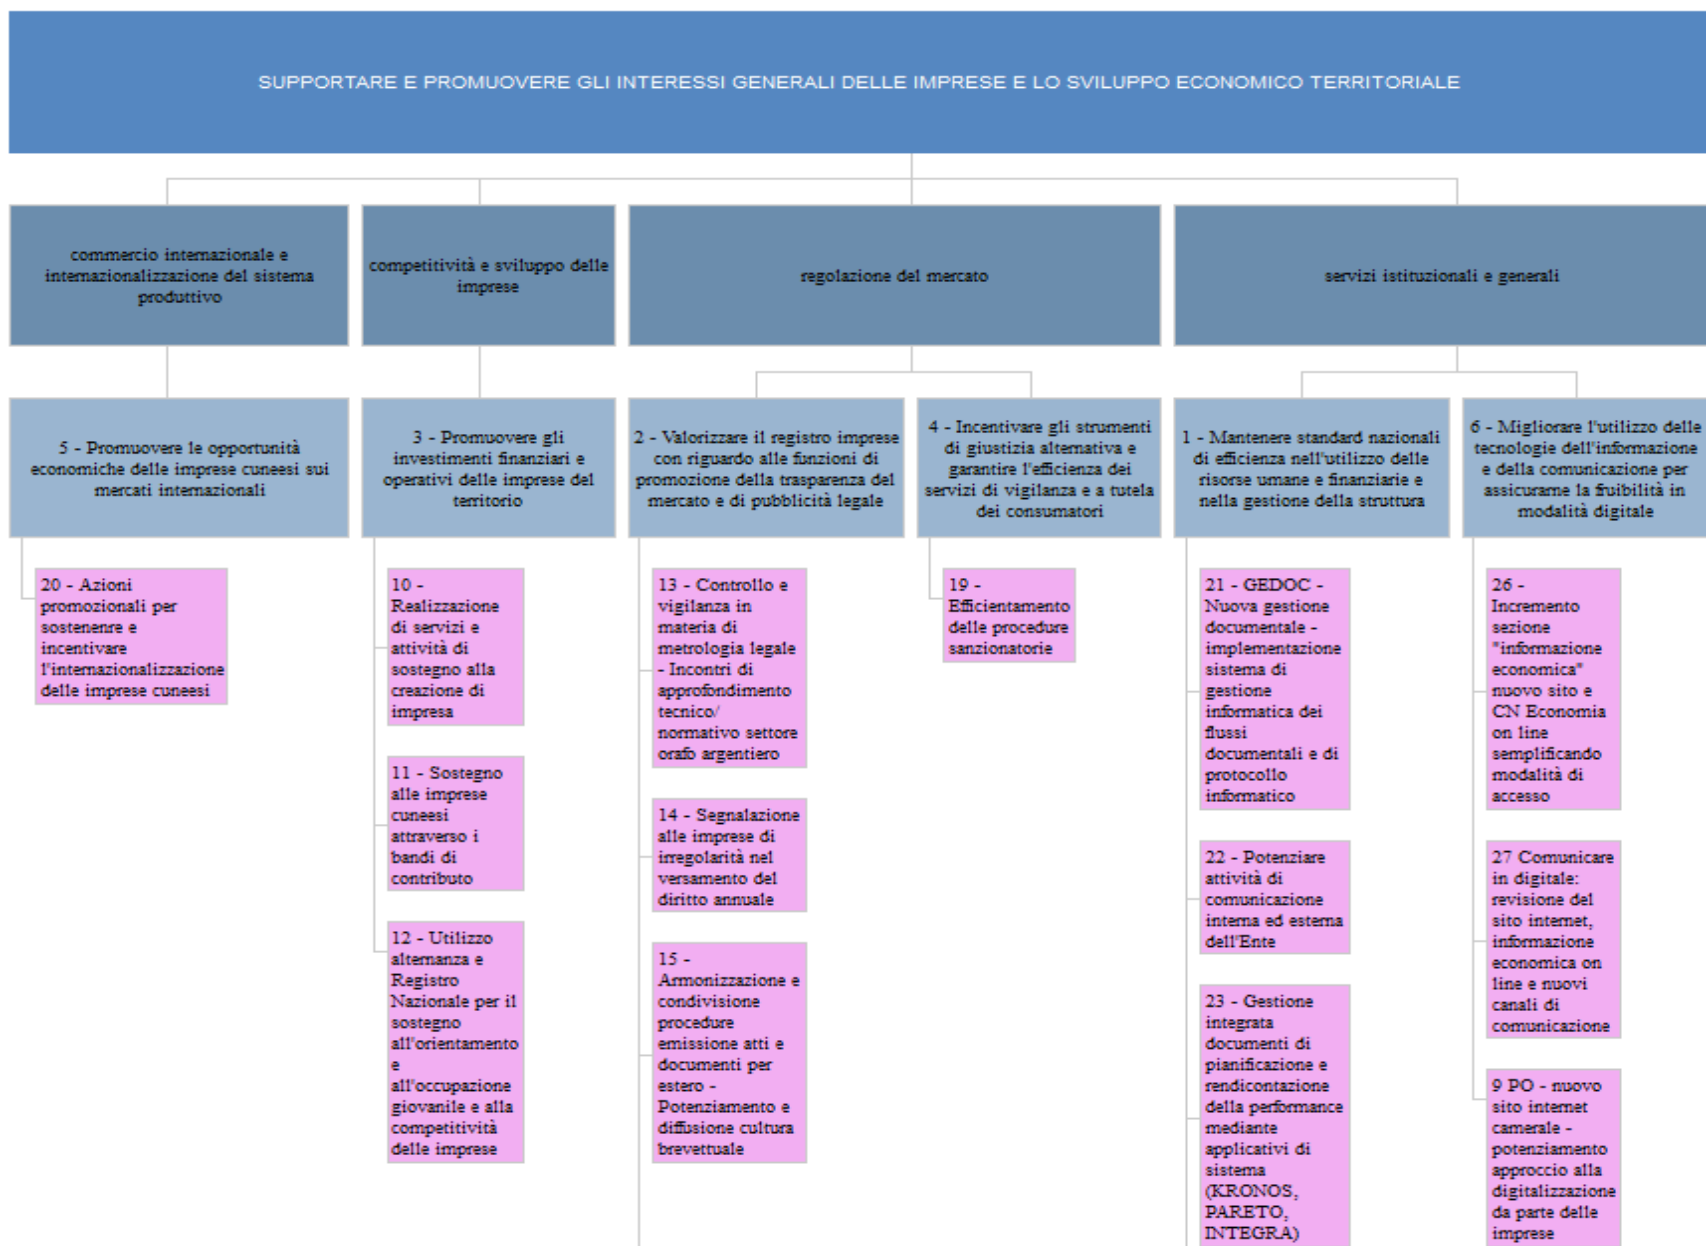 SUPPORTARE E PROMUOVERE GLI INTERESSI GENERALI DELLE IMPRESE E LO SVILUPPO ECONOMICO TERRITORIALE
commercio internazionale e
internazionalizzazione del sistema
produttivo
competitività e sviluppo delle
imprese
regolazione del mercato
servizi istituzionali e generali
5 - Promuovere le opportunità
economiche delle imprese cuneesi sui
mercati internazionali
3 - Promuovere gli
investimenti finanziari e
operativi delle imprese del
territorio
2 - Valorizzare il registro imprese
con riguardo alle funzioni di
promozione della trasparenza del
mercato e di pubblicità legale
4 - Incentivare gli strumenti
di giustizia alternativa e
garantire l'efficienza dei
servizi di vigilanza e a tutela
dei consumatori
1 - Mantenere standard nazionali
di efficienza nell'utilizzo delle
risorse umane e finanziarie e
nella gestione della struttura
6 - Migliorare l'utilizzo delle
tecnologie dell'informazione
e della comunicazione per
assicurarne la fruibilità in
modalità digitale
20 - Azioni
promozionali per
sostenenre e
incentivare
l'internazionalizzazione
delle imprese cuneesi
10 -
Realizzazione
di servizi e
attività di
sostegno alla
creazione di
impresa
11 - Sostegno
alle imprese
cuneesi
attraverso i
bandi di
contributo
12 - Utilizzo
alternanza e
Registro
Nazionale per il
sostegno
all'orientamento
e
all'occupazione
giovanile e alla
competitività
delle imprese
13 - Controllo e
vigilanza in
materia di
metrologia legale
- Incontri di
approfondimento
tecnico/
normativo settore
orafo argentiero
14 - Segnalazione
alle imprese di
irregolarità nel
versamento del
diritto annuale
15 -
Armonizzazione e
condivisione
procedure
emissione atti e
documenti per
estero -
Potenziamento e
diffusione cultura
brevettuale
19 -
Efficientamento
delle procedure
sanzionatorie
21 - GEDOC -
Nuova gestione
documentale -
implementazione
sistema di
gestione
informatica dei
flussi
documentali e di
protocollo
informatico
22 - Potenziare
attività di
comunicazione
interna ed esterna
dell'Ente
23 - Gestione
integrata
documenti di
pianificazione e
rendicontazione
della performance
mediante
applicativi di
sistema
(KRONOS,
PARETO,
INTEGRA)
26 -
Incremento
sezione
"informazione
economica"
nuovo sito e
CN Economia
on line
semplificando
modalità di
accesso
27 Comunicare
in digitale:
revisione del
sito internet,
informazione
economica on
line e nuovi
canali di
comunicazione
9 PO - nuovo
sito internet
camerale -
potenziamento
approccio alla
digitalizzazione
da parte delle
imprese